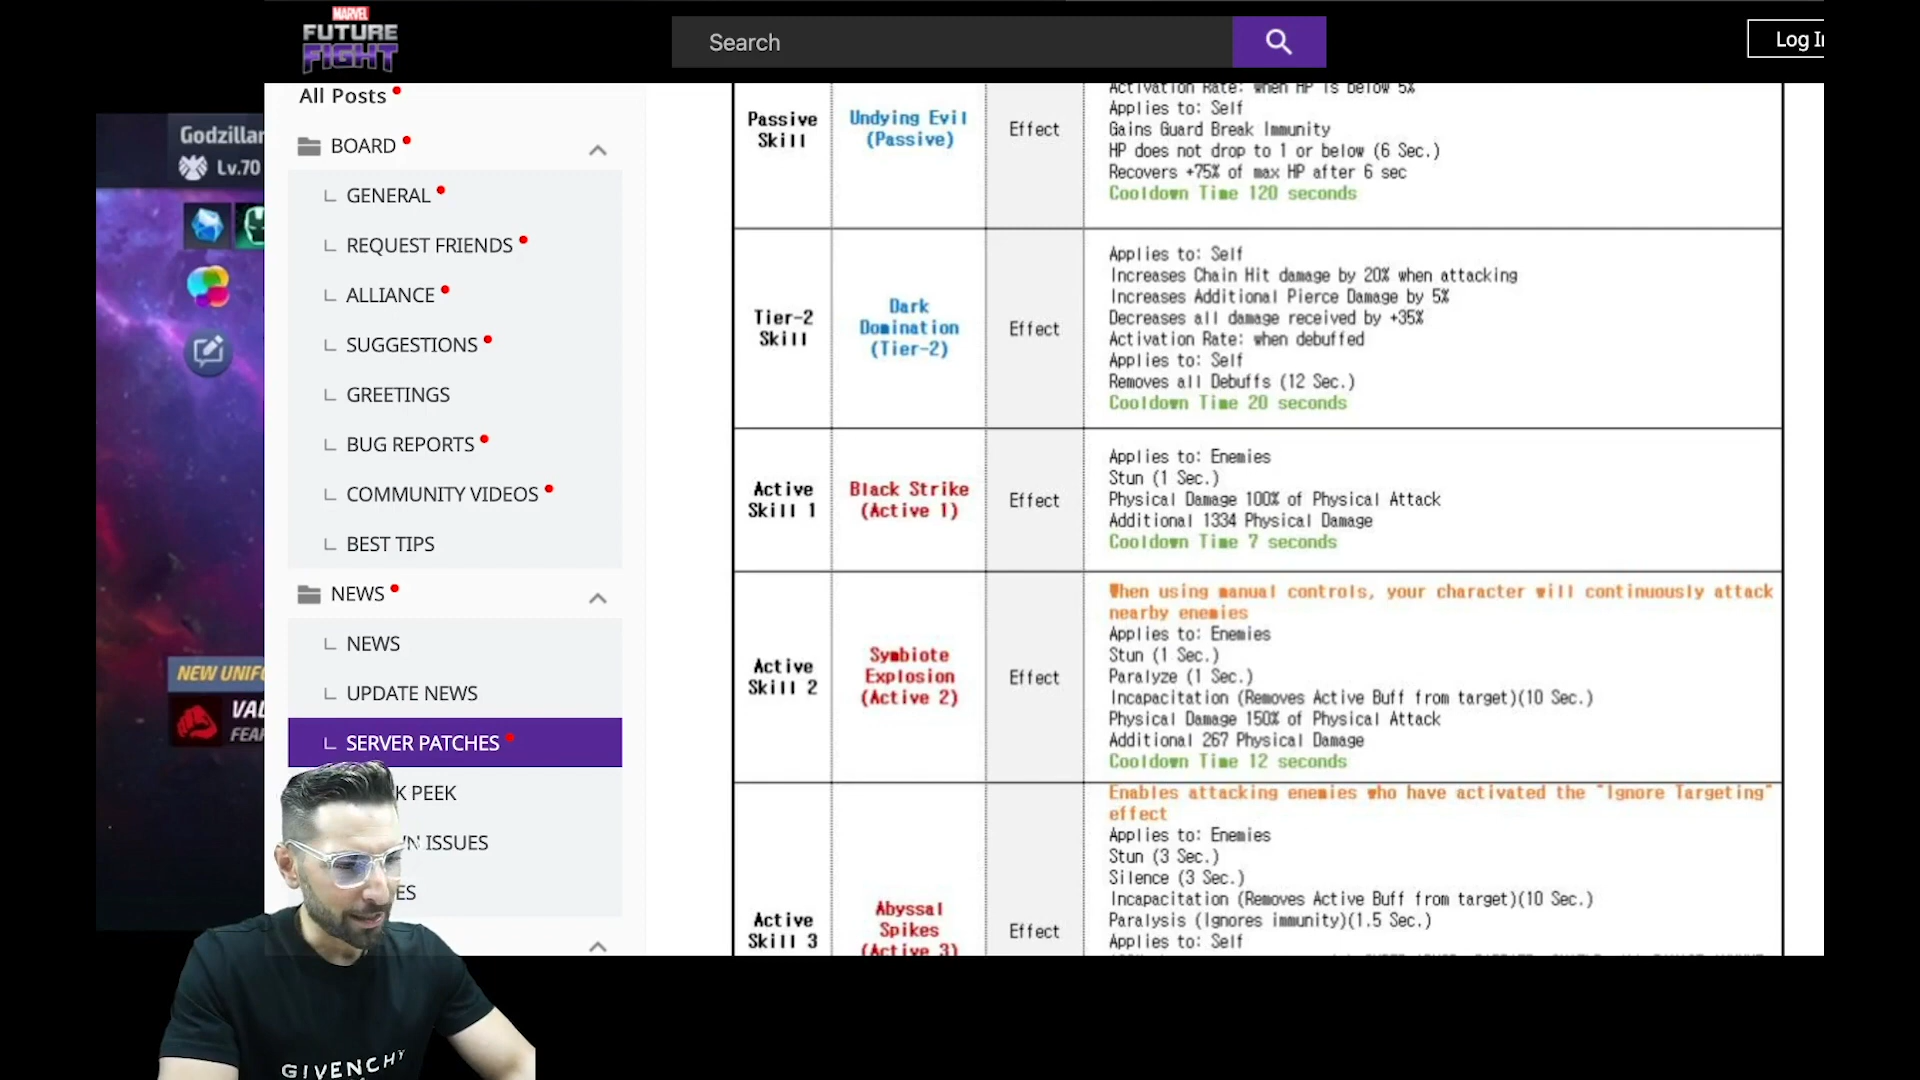 MARVEL
FUTURE
FIGHT
Search
Log I
All Posts
BOARD
GENERAL
REQUEST FRIENDS
ALLIANCE
SUGGESTIONS
GREETINGS
BUG REPORTS
COMMUNITY VIDEOS
BEST TIPS
NEWS
NEWS
UPDATE NEWS
SERVER PATCHES
K PEEK
WN ISSUES
ES
Godzillar
Lv.70
NEW UNIFO
VAL
FEAR
Passive
Skill
Undying Evil
(Passive)
Effect
Activation Rate: when HP is below 5%
Applies to: Self
Gains Guard Break Immunity
HP does not drop to 1 or below (6 Sec.)
Recovers +75% of max HP after 6 sec
Cooldown Time 120 seconds
Tier-2
Skill
Dark
Domination
(Tier-2)
Effect
Applies to: Self
Increases Chain Hit damage by 20% when attacking
Increases Additional Pierce Damage by 5%
Decreases all damage received by +35%
Activation Rate: when debuffed
Applies to: Self
Removes all Debuffs (12 Sec.)
Cooldown Time 20 seconds
Active
Skill 1
Black Strike
(Active 1)
Effect
Applies to: Enemies
Stun (1 Sec.)
Physical Damage 100% of Physical Attack
Additional 1334 Physical Damage
Cooldown Time 7 seconds
Active
Skill 2
Symbiote
Explosion
(Active 2)
Effect
When using manual controls, your character will continuously attack
nearby enemies
Applies to: Enemies
Stun (1 Sec.)
Paralyze (1 Sec.)
Incapacitation (Removes Active Buff from target)(10 Sec.)
Physical Damage 150% of Physical Attack
Additional 267 Physical Damage
Cooldown Time 12 seconds
Active
Skill 3
Abyssal
Spikes
(Active 3)
Effect
Enables attacking enemies who have activated the "Ignore Targeting"
effect
Applies to: Enemies
Stun (3 Sec.)
Silence (3 Sec.)
Incapacitation (Removes Active Buff from target)(10 Sec.)
Paralysis (Ignores immunity)(1.5 Sec.)
Applies to: Self
GIVENCHY